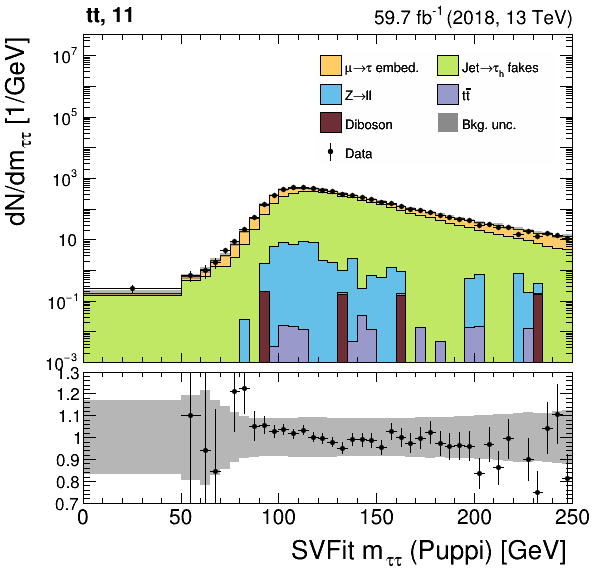 tt, 11
59.7 fb⁻¹ (2018, 13 TeV)
dN/dm_ττ [1/GeV]
10⁷
10⁵
10³
10
10⁻¹
10⁻³
μ→τ embed.
Jet→τ_h fakes
Z→ll
tt̄
Diboson
Bkg. unc.
Data
1.3
1.2
1.1
1
0.9
0.8
0.7
0 50 100 150 200 250
SVFit m_ττ (Puppi) [GeV]